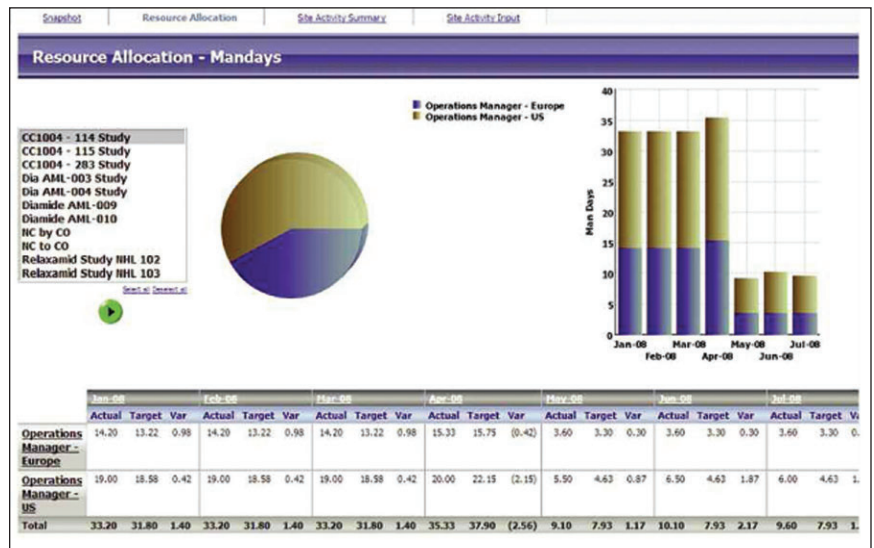 Snapshot Resource Allocation Site Activity Summary Site Activity Input
Resource Allocation - Mandays
CC1004 - 114 Study
CC1004 - 115 Study
CC1004 - 283 Study
Dia AML-003 Study
Dia AML-004 Study
Diamide AML-009
Diamide AML-010
NC by CO
NC to CO
Relaxamid Study NHL 102
Relaxamid Study NHL 103
Select all Deselect all
Operations Manager - Europe
Operations Manager - US
Man Days
40
35
30
25
20
15
10
5
0
Jan-08 Mar-08 May-08 Jul-08
Feb-08 Apr-08 Jun-08
Jan-08 Feb-08 Mar-08 Apr-08 May-08 Jun-08 Jul-08
Actual Target Var Actual Target Var Actual Target Var Actual Target Var Actual Target Var Actual Target Var Actual Target
Operations Manager - Europe 14.20 13.22 0.98 14.20 13.22 0.98 14.20 13.22 0.98 15.33 15.75 (0.42) 3.60 3.30 0.30 3.60 3.30 0.30 3.60 3.30 0.
Operations Manager - US 19.00 18.58 0.42 19.00 18.58 0.42 19.00 18.58 0.42 20.00 22.15 (2.15) 5.50 4.63 0.87 6.50 4.63 1.87 6.00 4.63 1.
Total 33.20 31.80 1.40 33.20 31.80 1.40 33.20 31.80 1.40 35.33 37.90 (2.56) 9.10 7.93 1.17 10.10 7.93 2.17 9.60 7.93 1.